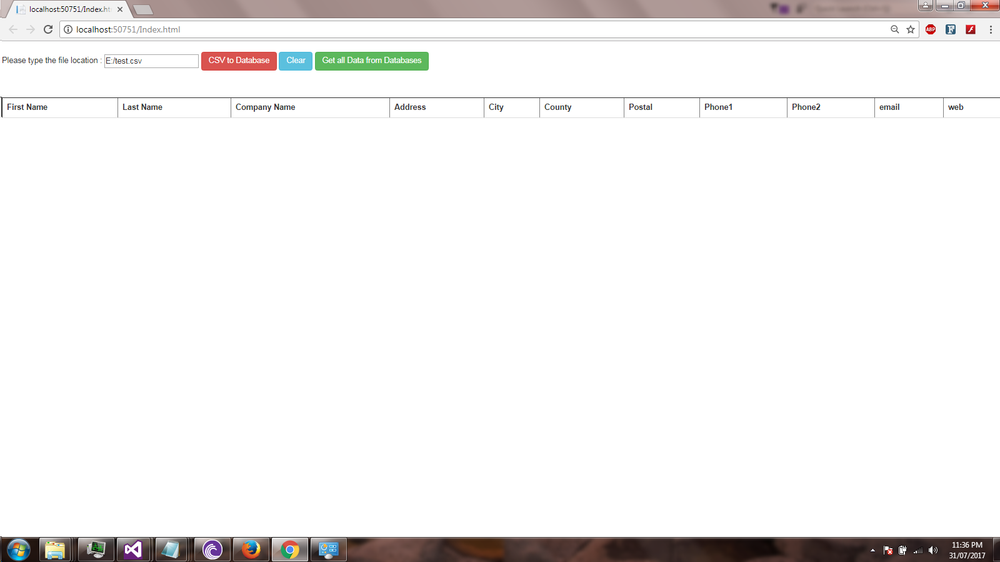 localhost:50751/Index.ht
localhost:50751/Index.html
ABP
F
Please type the file location : E:/test.csv CSV to Database Clear Get all Data from Databases
First Name Last Name Company Name Address City County Postal Phone1 Phone2 email web
11:36 PM
31/07/2017